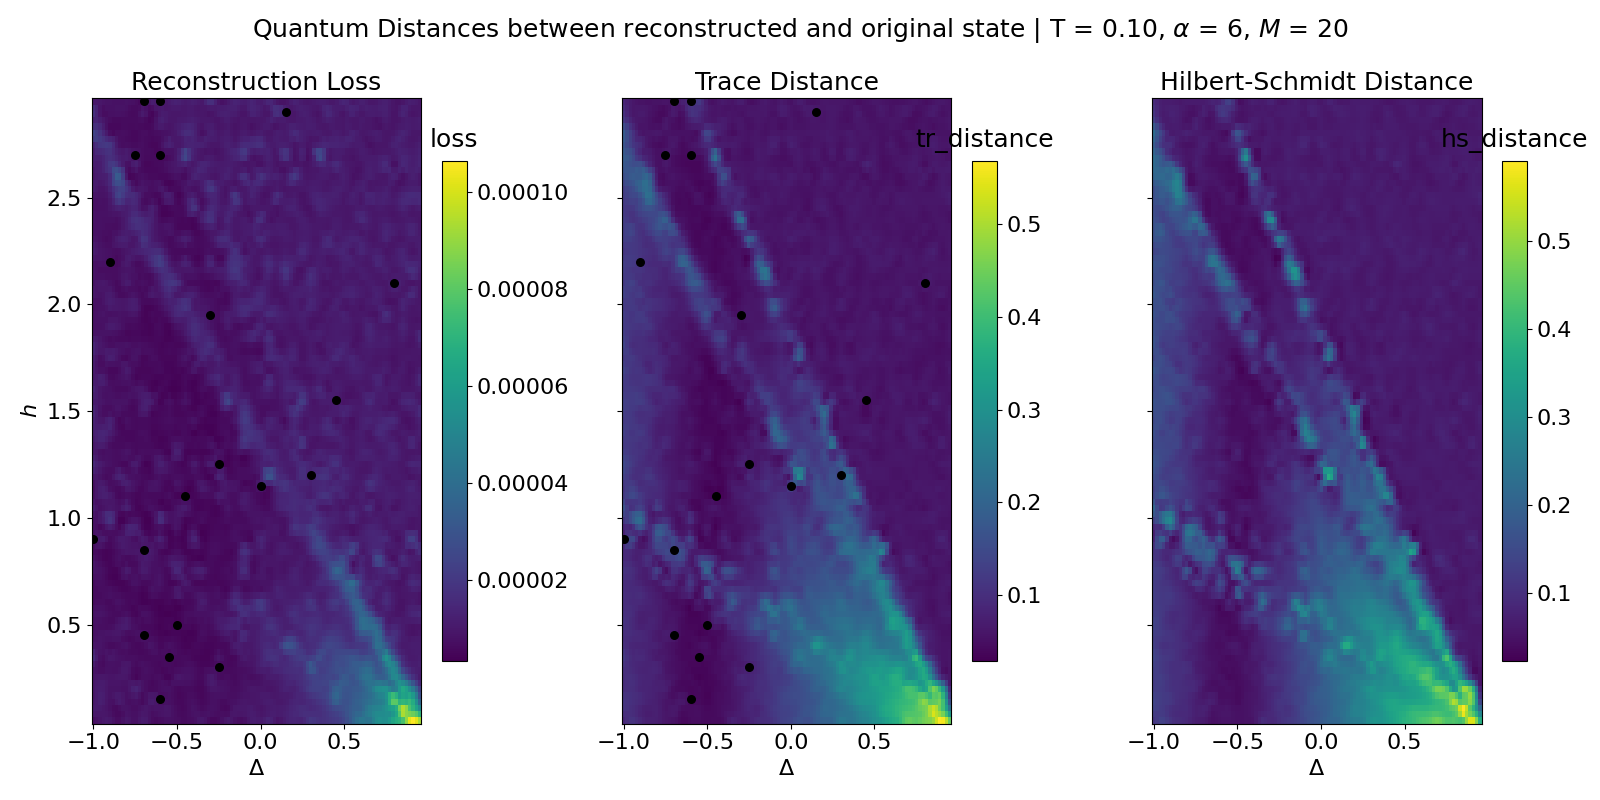 Quantum Distances between reconstructed and original state | T = 0.10, α = 6, M = 20
Reconstruction Loss
Trace Distance
Hilbert-Schmidt Distance
loss
tr_distance
hs_distance
0.00010
0.00008
0.00006
0.00004
0.00002
0.5
0.4
0.3
0.2
0.1
0.5
0.4
0.3
0.2
0.1
2.5
2.0
1.5
1.0
0.5
h
−1.0 −0.5 0.0 0.5
−1.0 −0.5 0.0 0.5
−1.0 −0.5 0.0 0.5
Δ
Δ
Δ